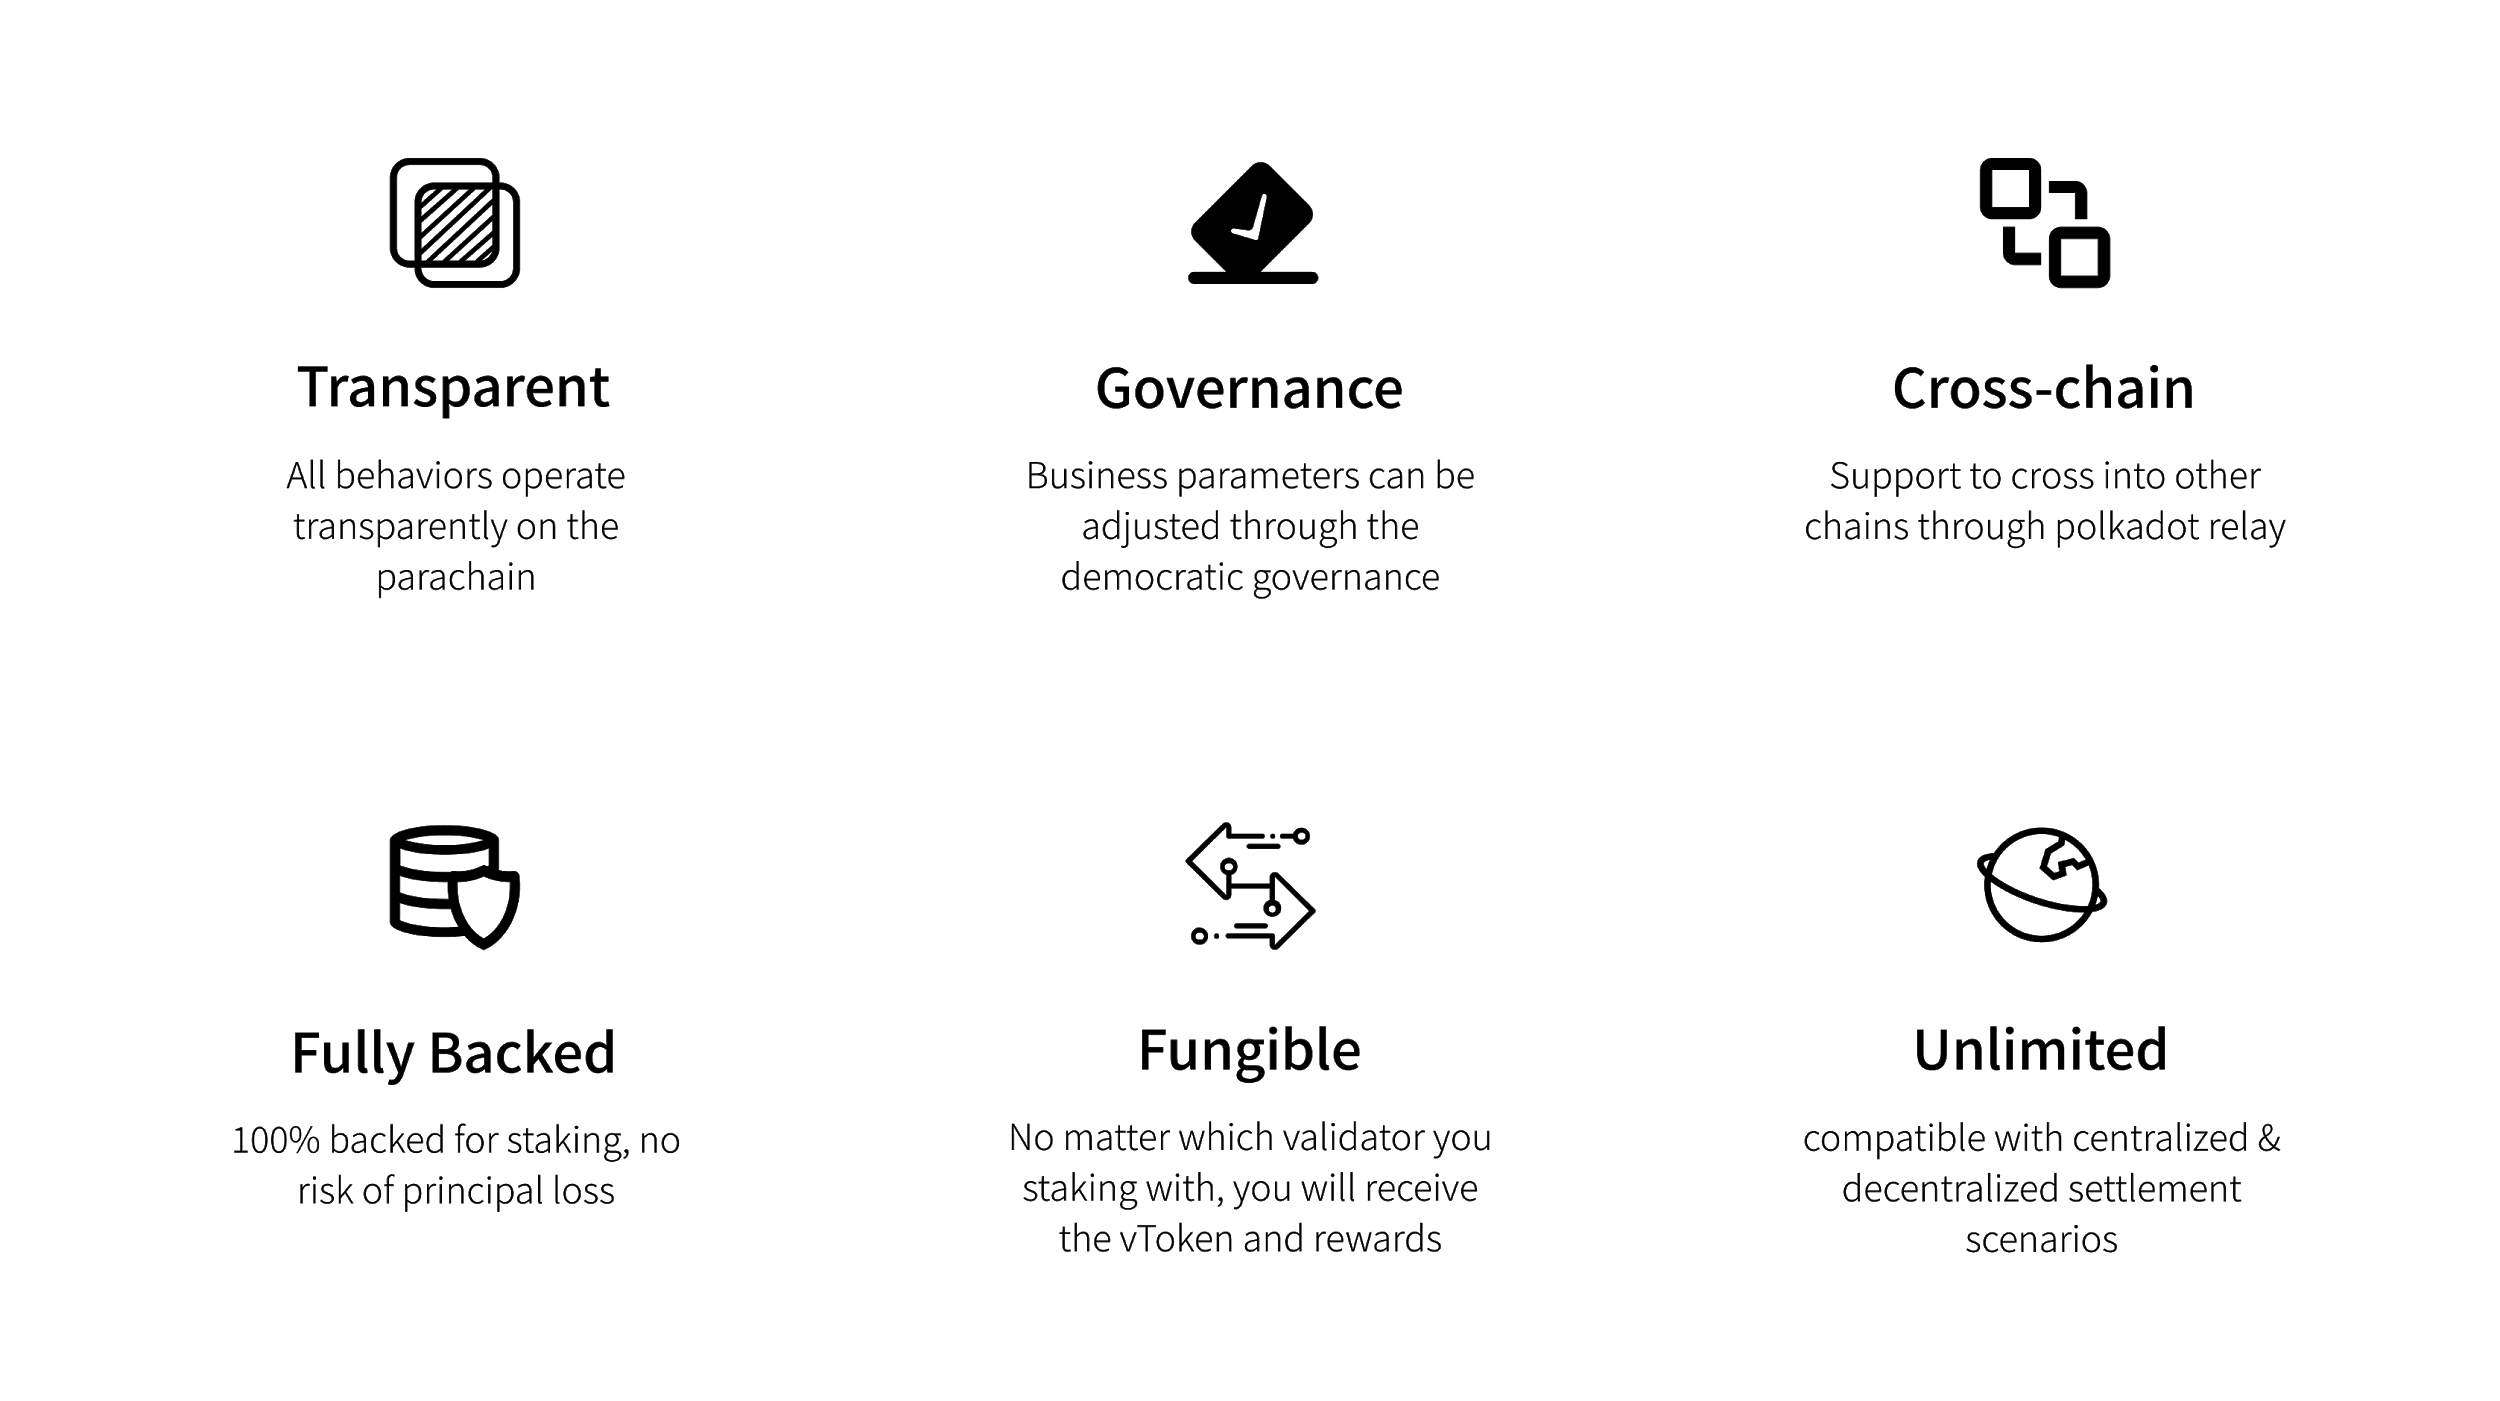 Transparent
All behaviors operate
transparently on the
parachain
Governance
Business parameters can be
adjusted through the
democratic governance
Cross-chain
Support to cross into other
chains through polkadot relay
Fully Backed
100% backed for staking, no
risk of principal loss
Fungible
No matter which validator you
staking with, you will receive
the vToken and rewards
Unlimited
compatible with centralized &
decentralized settlement
scenarios